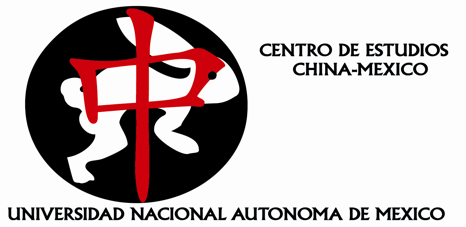 中
CENTRO DE ESTUDIOS
CHINA-MEXICO
UNIVERSIDAD NACIONAL AUTONOMA DE MEXICO